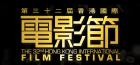 第三十二屆香港國際
電影節
THE 32ND HONG KONG INTERNATIONAL
FILM FESTIVAL